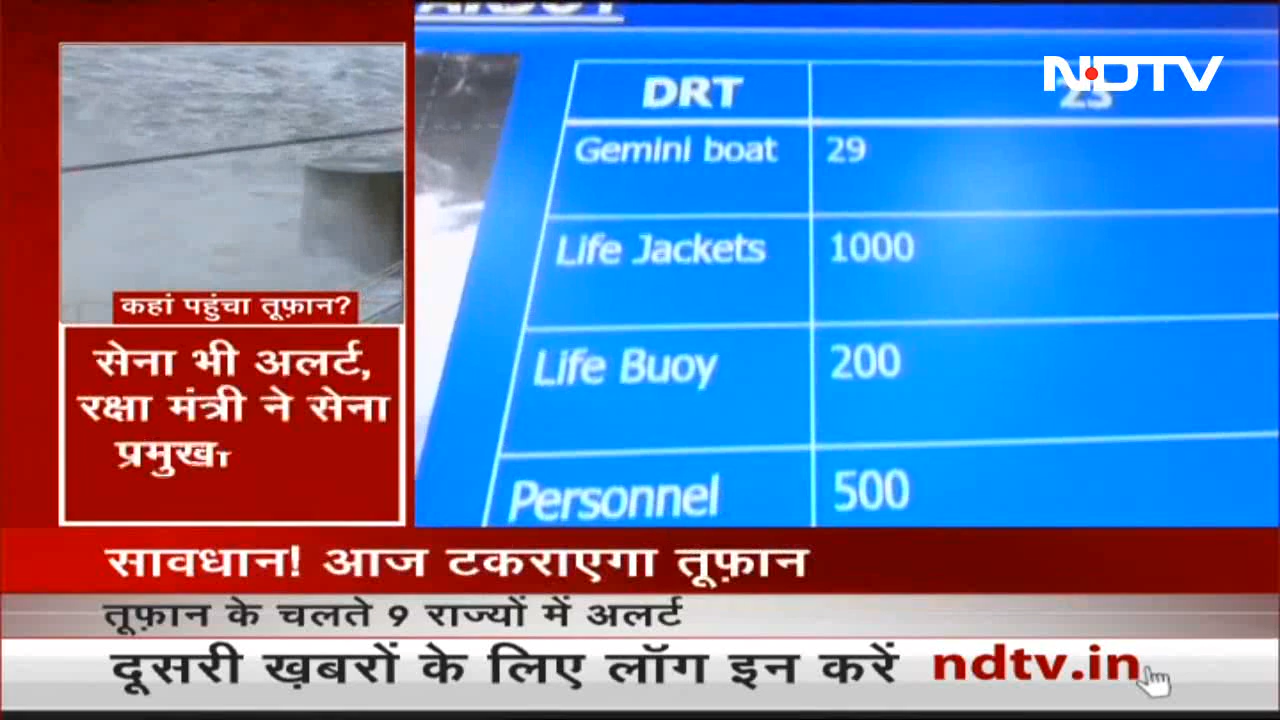 NDTV
DRT 23
Gemini boat 29
Life Jackets 1000
Life Buoy 200
Personnel 500
कहां पहुंचा तूफ़ान?
सेना भी अलर्ट,
रक्षा मंत्री ने सेना
प्रमुख
सावधान! आज टकराएगा तूफ़ान
तूफ़ान के चलते 9 राज्यों में अलर्ट
दूसरी ख़बरों के लिए लॉग इन करें ndtv.in